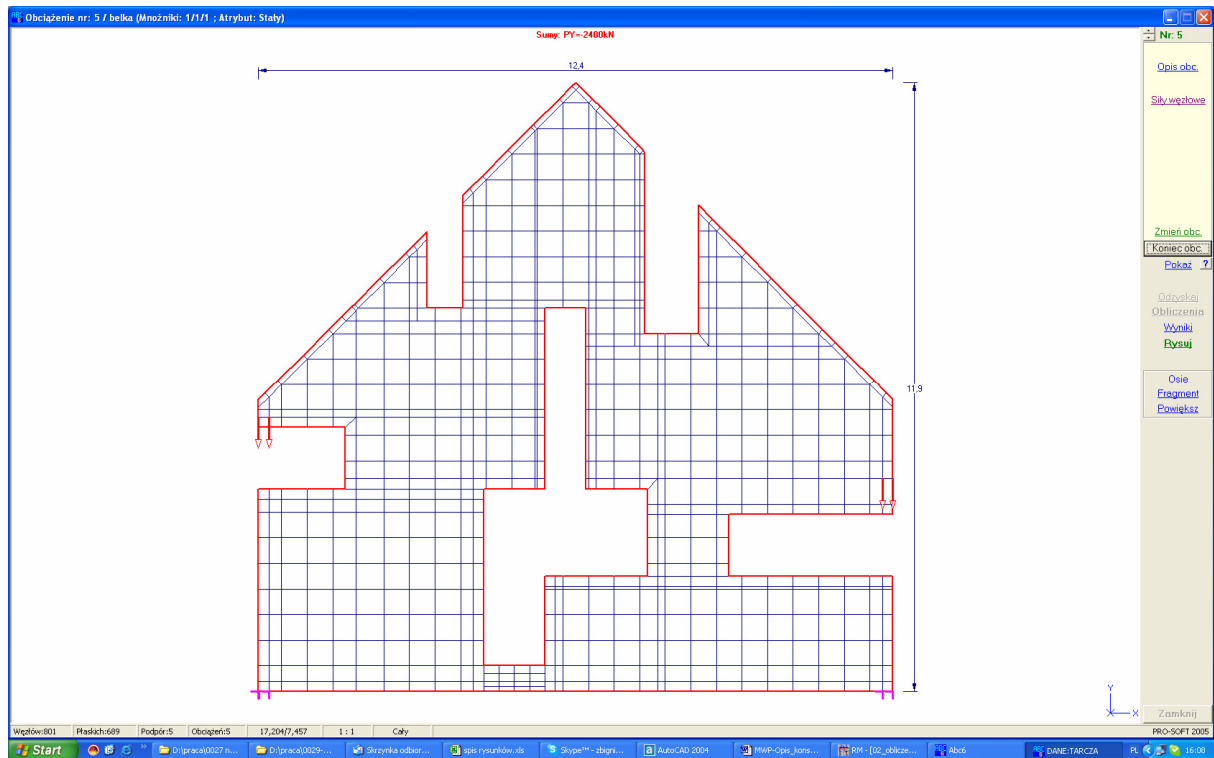 Obciążenie nr: 5 / belka (Mnożniki: 1/1/1 ; Atrybut: Stały)
Sumy: PY=-2400kN
Nr: 5
12,4
Opis obc.
Siły węzłowe
Zmień obc.
Koniec obc.
Pokaż ?
Odzyskaj
Obliczenia
Wyniki
Rysuj
11,9
Osie
Fragment
Powiększ
Y
X
Zamknij
Węzłów:801 Płaskich:689 Podpór:5 Obciążeń:5 17,204/7,457 1 : 1 Cały PRO-SOFT 2005
Start D:\praca\0027 n... D:\praca\0029-... Skrzynka odbior... spis rysunków.xls Skype™ - zbigni... AutoCAD 2004 MWP-Opis_kons... RM - [02_oblicze... Abc6 DANE:TARCZA PL 16:08